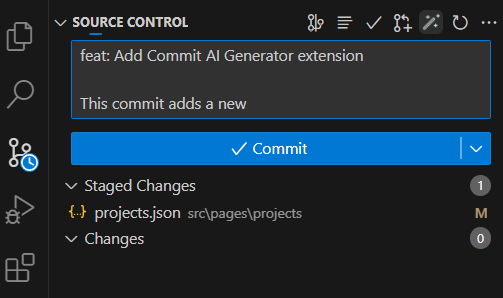 SOURCE CONTROL
feat: Add Commit AI Generator extension
This commit adds a new
Commit
Staged Changes 1
{..} projects.json src\pages\projects M
Changes 0